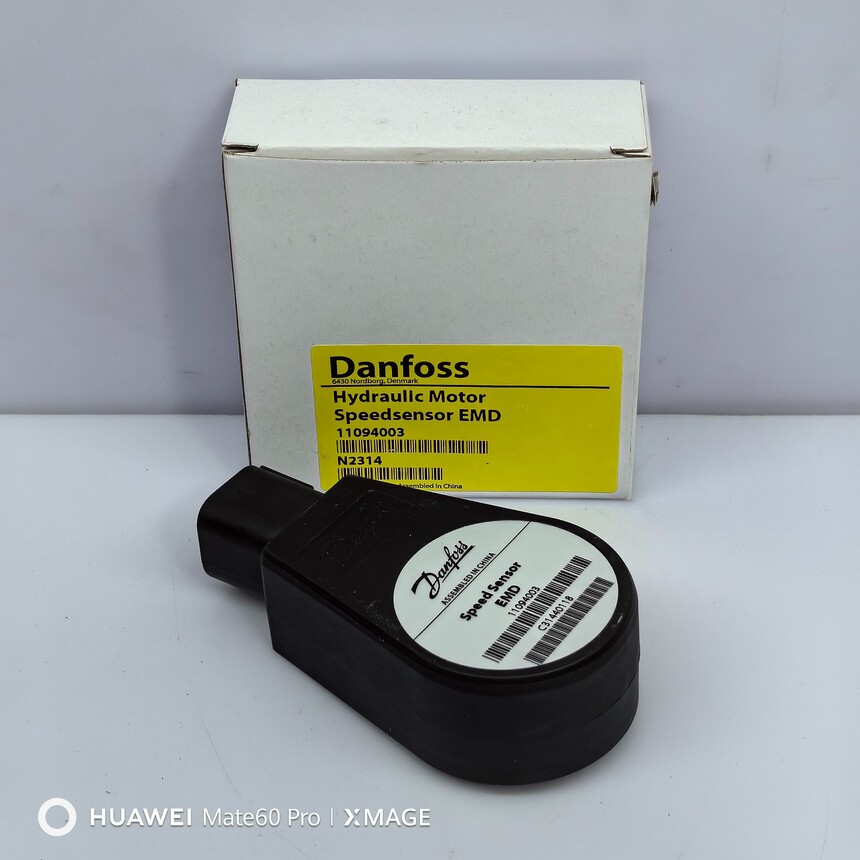 Danfoss
6430 Nordborg, Denmark
Hydraulic Motor
Speedsensor EMD
11094003
N2314
Assembled in China
Danfoss
ASSEMBLED IN CHINA
Speed Sensor
EMD
11094003
C31440118
HUAWEI Mate60 Pro | XMAGE